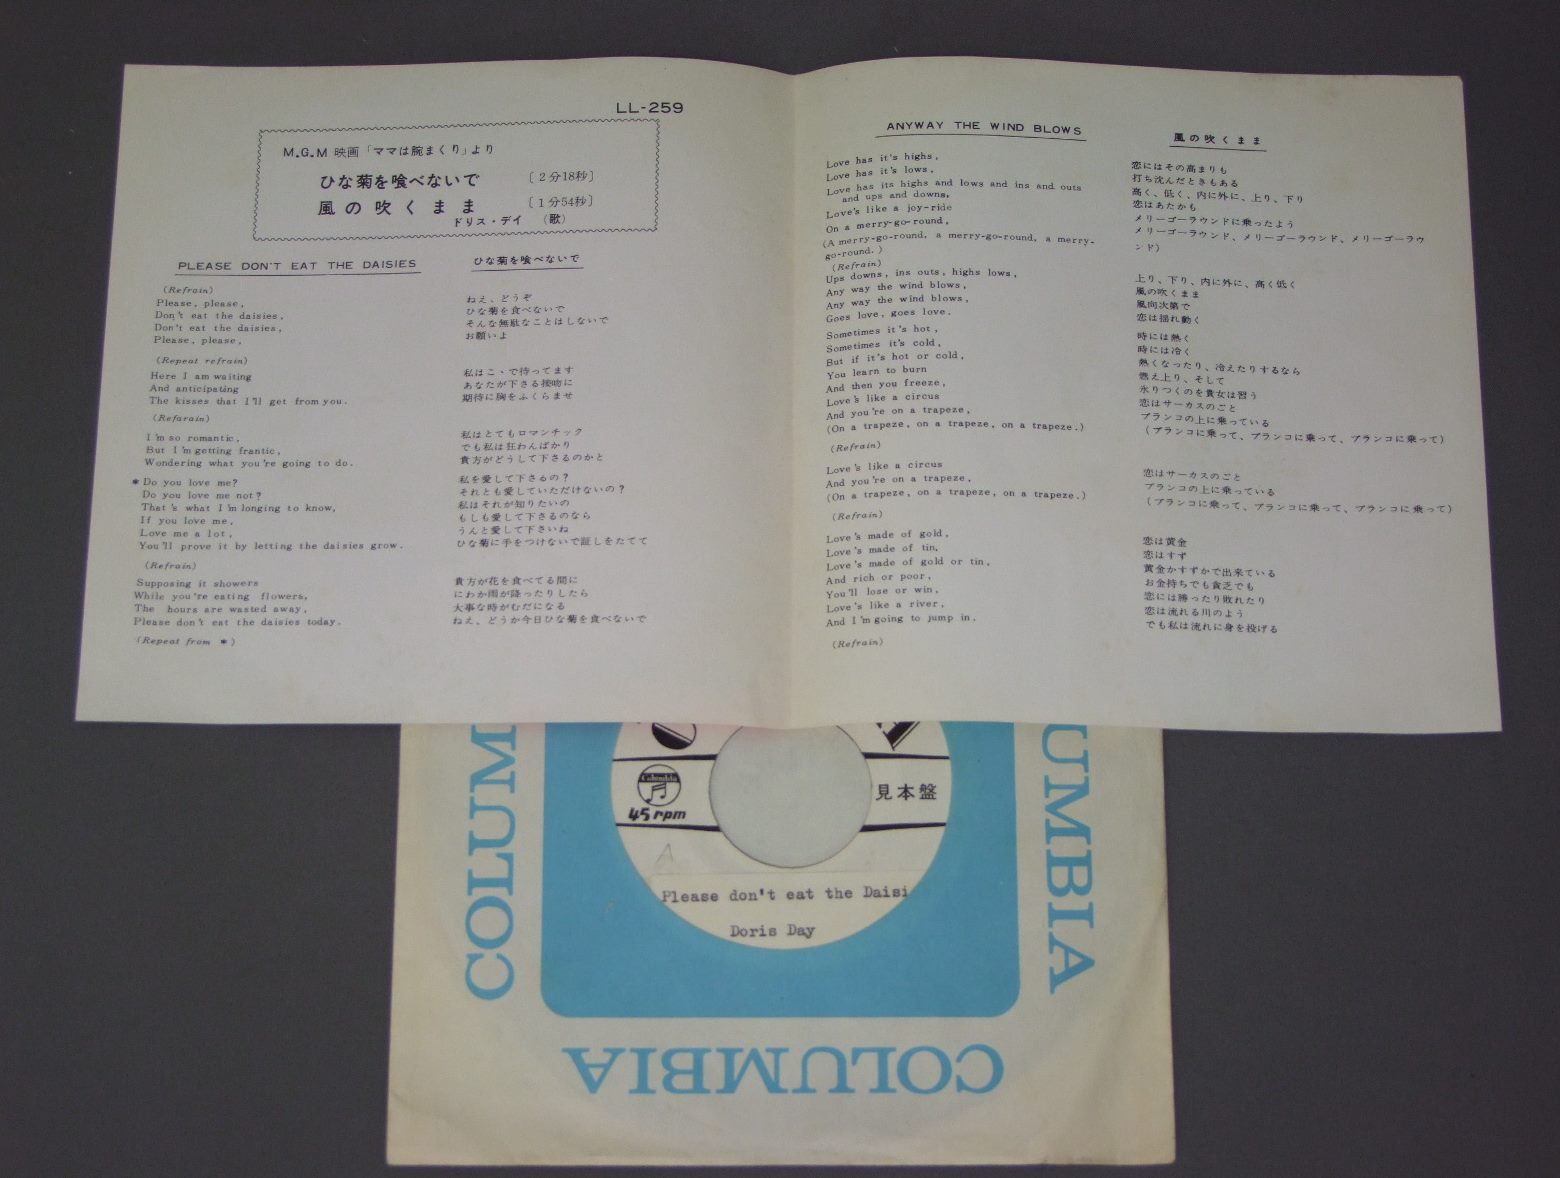 LL-259
M.G.M 映画「ママは腕まくり」より
ひな菊を喰べないで 〔2分18秒〕
風の吹くまま 〔1分54秒〕
ドリス・デイ (歌)
PLEASE DON'T EAT THE DAISIES
(Refrain)
Please, please,
Don't eat the daisies,
Don't eat the daisies,
Please, please,
(Repeat refrain)
Here I am waiting
And anticipating
The kisses that I'll get from you.
(Refarain)
I'm so romantic,
But I'm getting frantic,
Wondering what you're going to do.
* Do you love me?
Do you love me not?
That's what I'm longing to know,
If you love me,
Love me a lot,
You'll prove it by letting the daisies grow.
(Refrain)
Supposing it showers
While you're eating flowers,
The hours are wasted away,
Please don't eat the daisies today.
(Repeat from *)
ひな菊を喰べないで
ねえ、どうぞ
ひな菊を食べないで
そんな無駄なことはしないで
お願いよ
私はこゝで待ってます
あなたが下さる接吻に
期待に胸をふくらませ
私はとてもロマンチック
でも私は狂わんばかり
貴方がどうして下さるのかと
私を愛して下さるの?
それとも愛していただけないの?
私はそれが知りたいの
もしも愛して下さるのなら
うんと愛して下さいね
ひな菊に手をつけないで証しをたてて
貴方が花を食べてる間に
にわか雨が降ったりしたら
大事な時がむだになる
ねえ、どうか今日ひな菊を食べないで
ANYWAY THE WIND BLOWS
Love has it's highs,
Love has it's lows,
Love has its highs and lows and ins and outs
and ups and downs,
Love's like a joy-ride
On a merry-go-round,
(A merry-go-round, a merry-go-round, a merry-
go-round.)
(Refrain)
Ups downs, ins outs, highs lows,
Any way the wind blows,
Any way the wind blows,
Goes love, goes love.
Sometimes it's hot,
Sometimes it's cold,
But if it's hot or cold,
You learn to burn
And then you freeze,
Love's like a circus
And you're on a trapeze,
(On a trapeze, on a trapeze, on a trapeze.)
(Refrain)
Love's like a circus
And you're on a trapeze,
(On a trapeze, on a trapeze, on a trapeze.)
(Refrain)
Love's made of gold,
Love's made of tin,
Love's made of gold or tin,
And rich or poor,
You'll lose or win,
Love's like a river,
And I'm going to jump in.
(Refrain)
風の吹くまま
恋にはその高まりも
打ち沈んだときもある
高く、低く、内に外に、上り、下り
恋はあたかも
メリーゴーラウンドに乗ったよう
メリーゴーラウンド、メリーゴーラウンド、メリーゴーラウ
ンド)
上り、下り、内に外に、高く低く
風の吹くまま
風向次第で
恋は揺れ動く
時には熱く
時には冷く
熱くなったり、冷えたりするなら
燃え上り、そして
氷りつくのを貴女は習う
恋はサーカスのごと
ブランコの上に乗っている
(ブランコに乗って、ブランコに乗って、ブランコに乗って)
恋はサーカスのごと
ブランコの上に乗っている
(ブランコに乗って、ブランコに乗って、ブランコに乗って)
恋は黄金
恋はすず
黄金かすずかで出来ている
お金持ちでも貧乏でも
恋には勝ったり敗れたり
恋は流れる川のよう
でも私は流れに身を投げる
COLUM
UMBIA
COLUMBIA
Columbia
45 rpm
見本盤
A
Please don't eat the Daisi
Doris Day